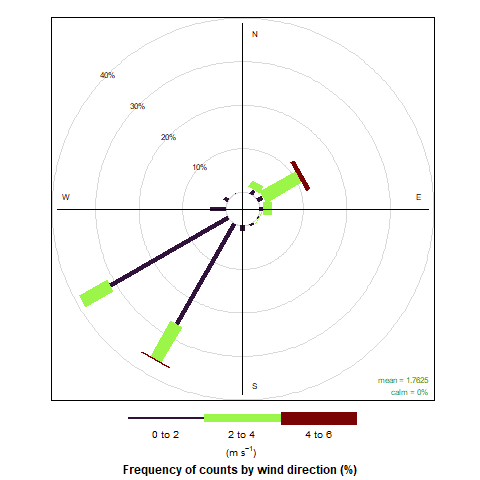 N
40%
30%
20%
10%
W
E
S
mean = 1.7625
calm = 0%
0 to 2
2 to 4
4 to 6
(m s⁻¹)
Frequency of counts by wind direction (%)